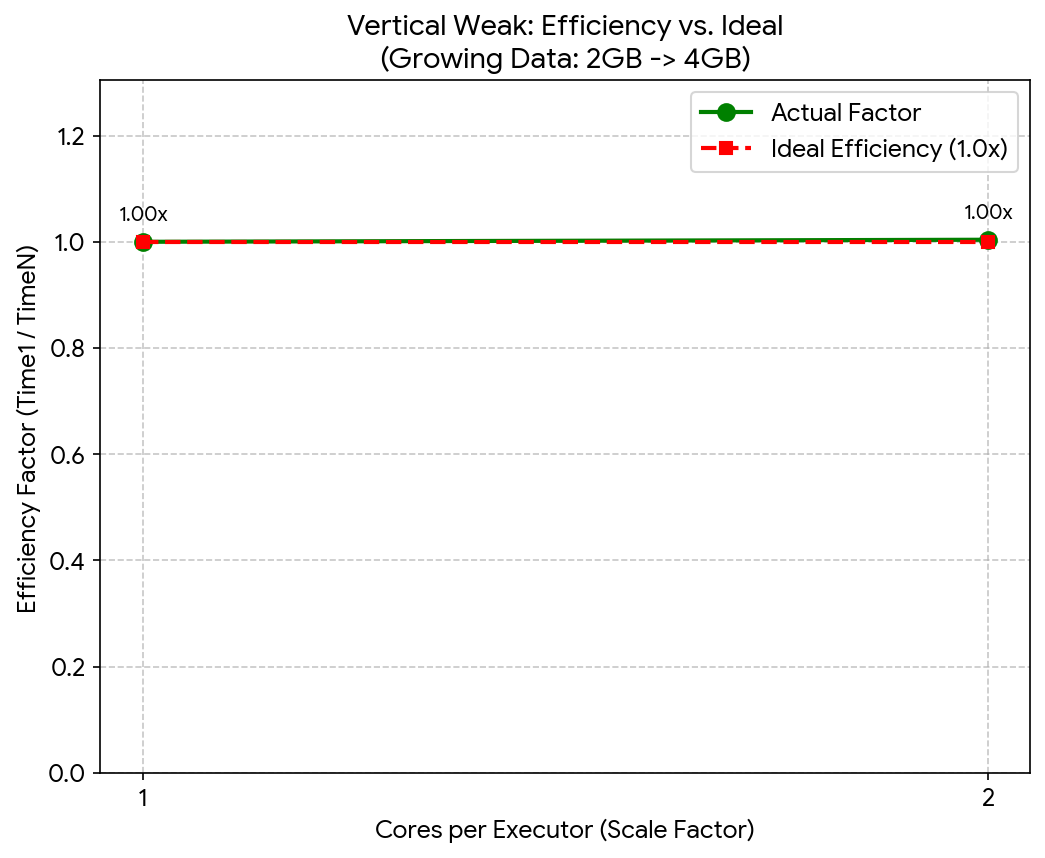 Vertical Weak: Efficiency vs. Ideal
(Growing Data: 2GB -> 4GB)
Actual Factor
Ideal Efficiency (1.0x)
1.2
1.0
0.8
0.6
0.4
0.2
0.0
1.00x
1.00x
Efficiency Factor (Time1 / TimeN)
1
2
Cores per Executor (Scale Factor)